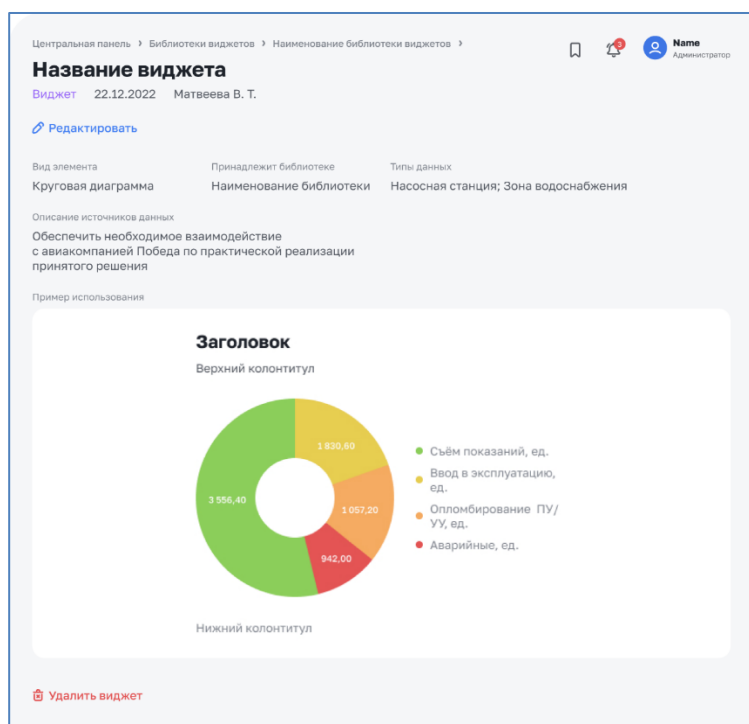 Центральная панель > Библиотеки виджетов > Наименование библиотеки виджетов >
3
Name
Администратор
Название виджета
Виджет 22.12.2022 Матвеева В. Т.
Редактировать
Вид элемента Принадлежит библиотеке Типы данных
Круговая диаграмма Наименование библиотеки Насосная станция; Зона водоснабжения
Описание источников данных
Обеспечить необходимое взаимодействие
с авиакомпанией Победа по практической реализации
принятого решения
Пример использования
Заголовок
Верхний колонтитул
1 830,60
3 556,40
1 057,20
942,00
Съём показаний, ед.
Ввод в эксплуатацию,
ед.
Опломбирование ПУ/
УУ, ед.
Аварийные, ед.
Нижний колонтитул
Удалить виджет